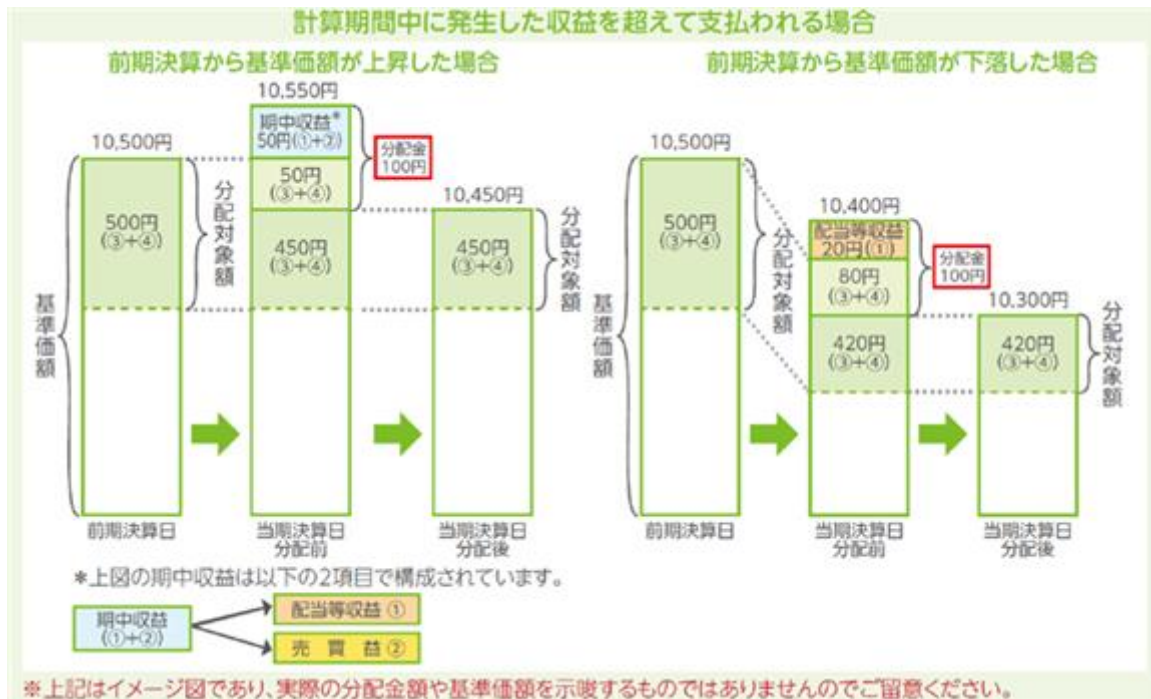 計算期間中に発生した収益を超えて支払われる場合
前期決算から基準価額が上昇した場合
10,500円
500円
(③+④)
分配対象額
基準価額
10,550円
期中収益*
50円(①+②)
50円
(③+④)
450円
(③+④)
分配金
100円
10,450円
450円
(③+④)
分配対象額
前期決算日
当期決算日
分配前
当期決算日
分配後
前期決算から基準価額が下落した場合
10,500円
500円
(③+④)
分配対象額
基準価額
10,400円
配当等収益
20円(①)
80円
(③+④)
420円
(③+④)
分配金
100円
10,300円
420円
(③+④)
分配対象額
前期決算日
当期決算日
分配前
当期決算日
分配後
*上図の期中収益は以下の2項目で構成されています。
期中収益
(①+②)
配当等収益 ①
売 買 益 ②
※上記はイメージ図であり、実際の分配金額や基準価額を示唆するものではありませんのでご留意ください。